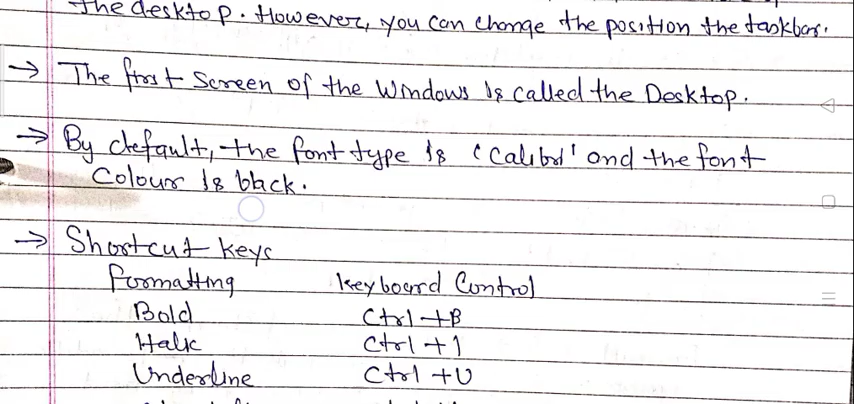 the desktop. However, you can change the position the taskbar.
→ The first Screen of the Windows is called the Desktop.
→ By default, the font type is 'Calibri' and the font
Colour is black.
→ Shortcut keys
Formatting Keyboard Control
Bold Ctrl + B
Italic Ctrl + I
Underline Ctrl + U